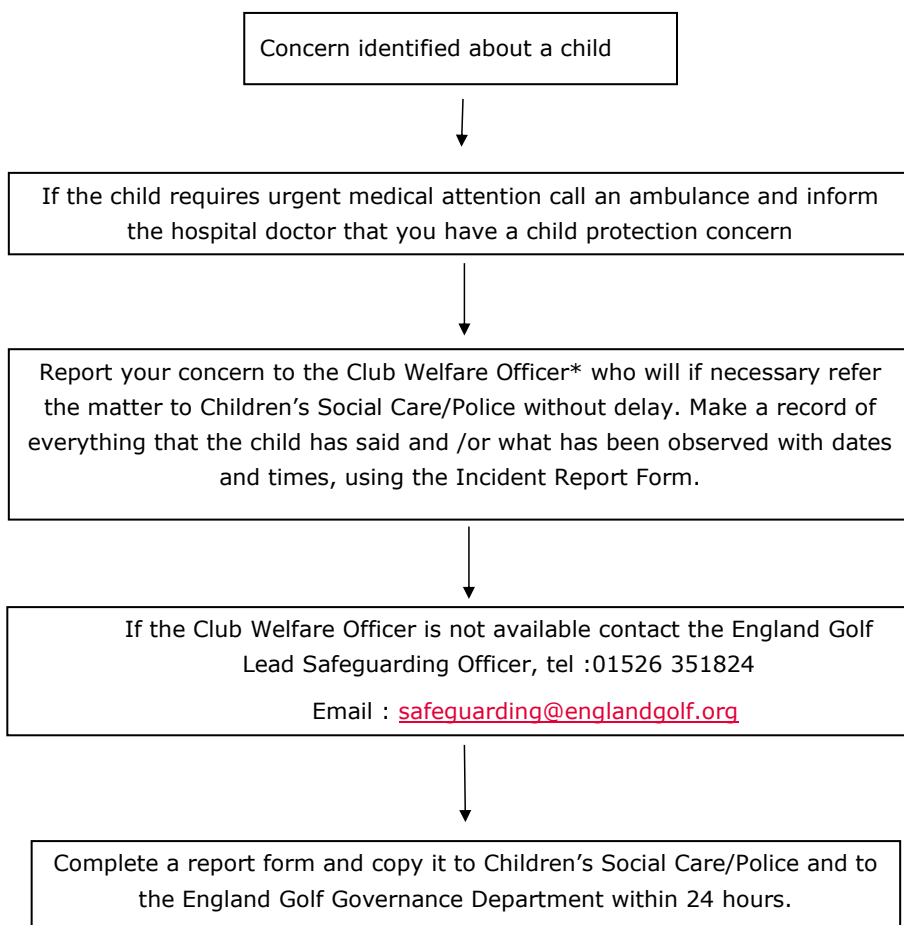 Concern identified about a child
If the child requires urgent medical attention call an ambulance and inform
the hospital doctor that you have a child protection concern
Report your concern to the Club Welfare Officer* who will if necessary refer
the matter to Children’s Social Care/Police without delay. Make a record of
everything that the child has said and /or what has been observed with dates
and times, using the Incident Report Form.
If the Club Welfare Officer is not available contact the England Golf
Lead Safeguarding Officer, tel :01526 351824
Email : safeguarding@englandgolf.org
Complete a report form and copy it to Children’s Social Care/Police and to
the England Golf Governance Department within 24 hours.